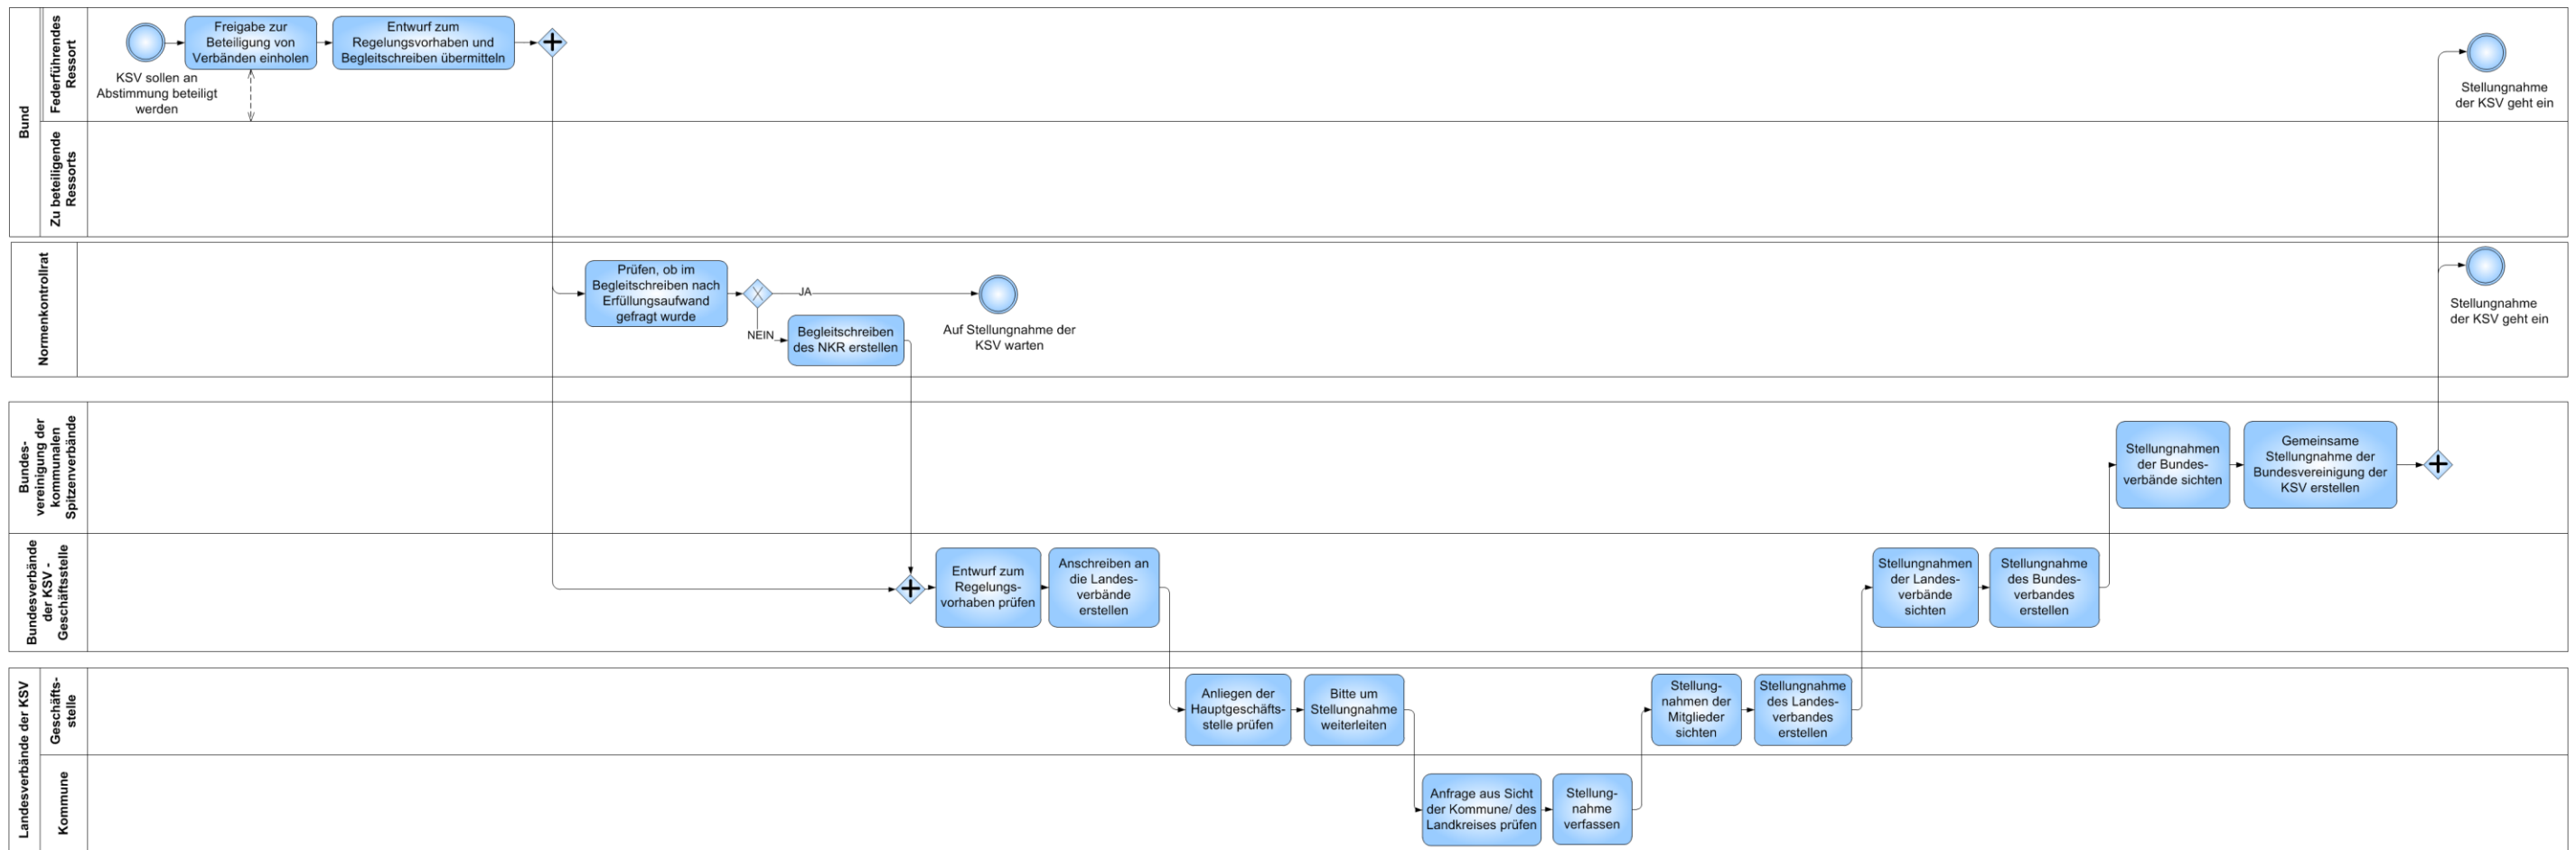 Bund
Federführendes
Ressort
KSV sollen an
Abstimmung beteiligt
werden
Freigabe zur
Beteiligung von
Verbänden einholen
Entwurf zum
Regelungsvorhaben und
Begleitschreiben übermitteln
Stellungnahme
der KSV geht ein
Zu beteiligende
Ressorts
Normenkontrollrat
Prüfen, ob im
Begleitschreiben nach
Erfüllungsaufwand
gefragt wurde
JA
NEIN
Begleitschreiben
des NKR erstellen
Auf Stellungnahme der
KSV warten
Stellungnahme
der KSV geht ein
Bundes-
vereinigung der
kommunalen
Spitzenverbände
Stellungnahmen
der Bundes-
verbände sichten
Gemeinsame
Stellungnahme der
Bundesvereinigung der
KSV erstellen
Bundesverbände
der KSV -
Geschäftsstelle
Entwurf zum
Regelungs-
vorhaben prüfen
Anschreiben an
die Landes-
verbände
erstellen
Stellungnahmen
der Landes-
verbände
sichten
Stellungnahme
des Bundes-
verbandes
erstellen
Landesverbände der KSV
Geschäfts-
stelle
Anliegen der
Hauptgeschäfts-
stelle prüfen
Bitte um
Stellungnahme
weiterleiten
Stellung-
nahmen der
Mitglieder
sichten
Stellungnahme
des Landes-
verbandes
erstellen
Kommune
Anfrage aus Sicht
der Kommune/ des
Landkreises prüfen
Stellung-
nahme
verfassen